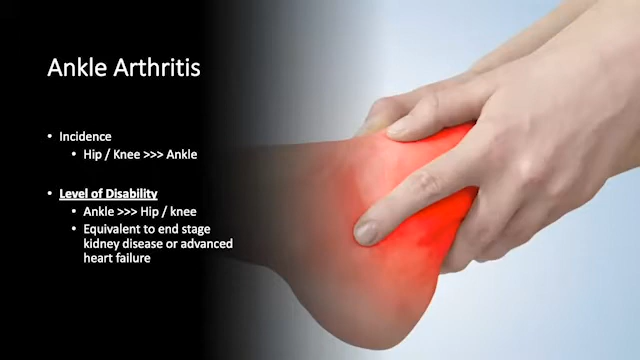 Ankle Arthritis
• Incidence
• Hip / Knee >>> Ankle
• Level of Disability
• Ankle >>> Hip / knee
• Equivalent to end stage
kidney disease or advanced
heart failure